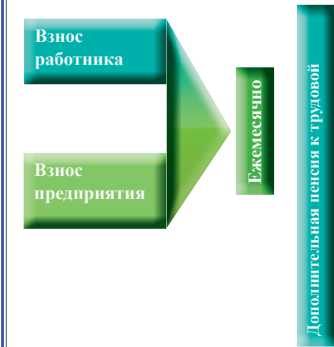 Взнос
работника
Взнос
предприятия
Ежемесячно
Дополнительная пенсия к трудовой